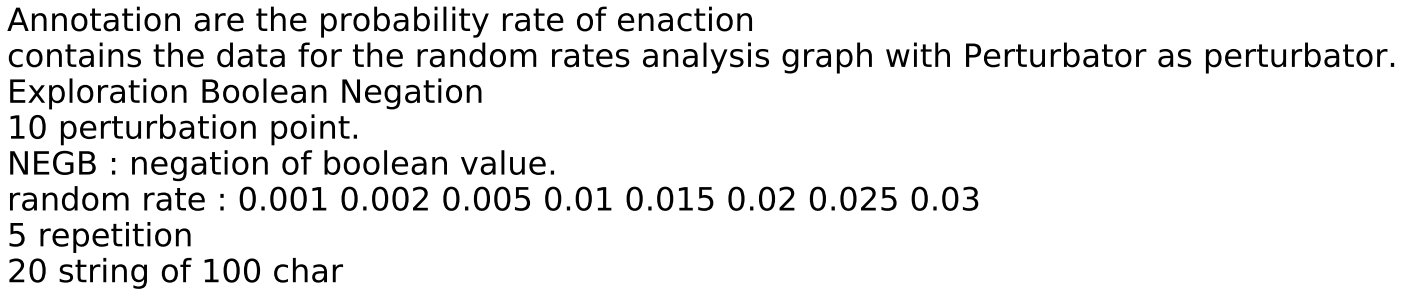 Annotation are the probability rate of enaction
contains the data for the random rates analysis graph with Perturbator as perturbator.
Exploration Boolean Negation
10 perturbation point.
NEGB : negation of boolean value.
random rate : 0.001 0.002 0.005 0.01 0.015 0.02 0.025 0.03
5 repetition
20 string of 100 char